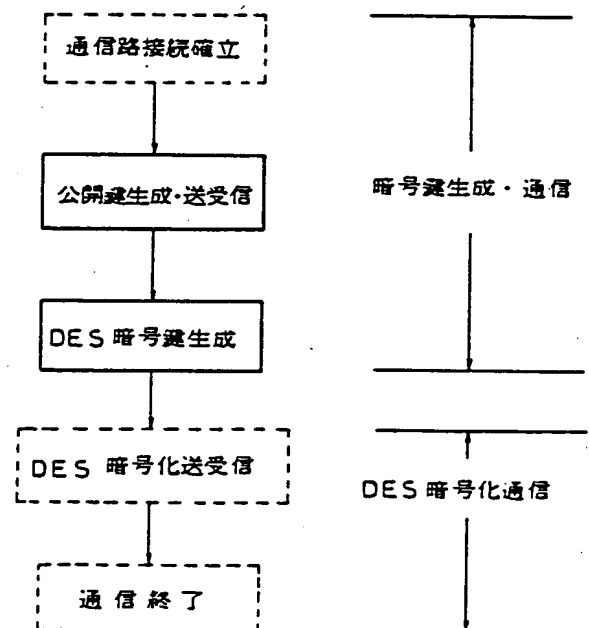 通信路接続確立
公開鍵生成・送受信
暗号鍵生成・通信
DES 暗号鍵生成
DES 暗号化送受信
DES 暗号化通信
通信終了